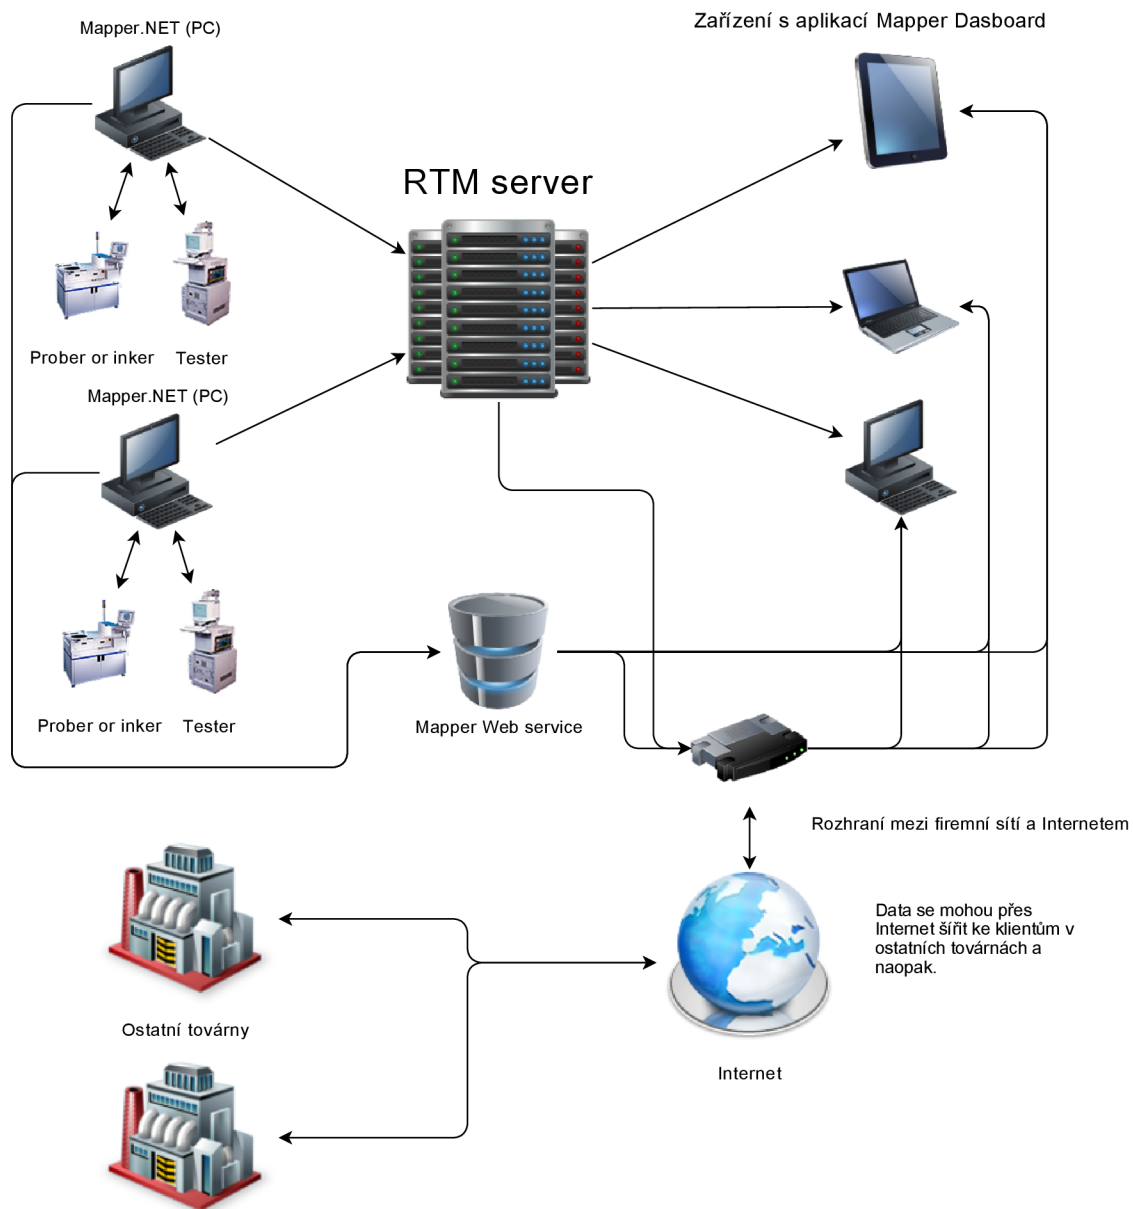 Mapper.NET (PC)
Zařízení s aplikací Mapper Dasboard
RTM server
Prober or inker
Tester
Mapper.NET (PC)
Prober or inker
Tester
Mapper Web service
Rozhraní mezi firemní sítí a Internetem
Data se mohou přes
Internet šířit ke klientům v
ostatních továrnách a
naopak.
Ostatní továrny
Internet